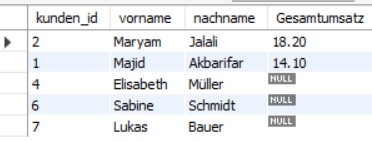 kunden_id vorname nachname Gesamtumsatz
2 Maryam Jalali 18.20
1 Majid Akbarifar 14.10
4 Elisabeth Müller NULL
6 Sabine Schmidt NULL
7 Lukas Bauer NULL